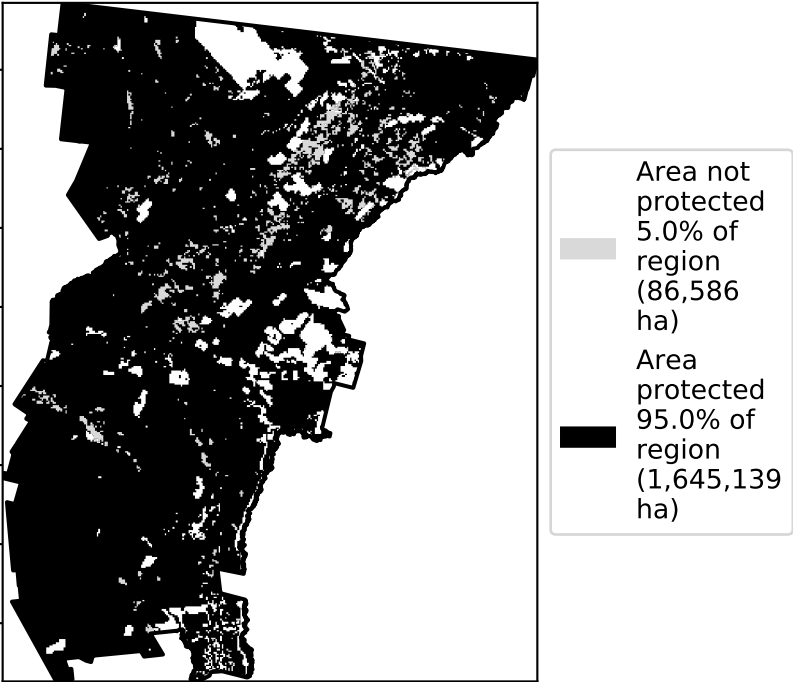 Area not
protected
5.0% of
region
(86,586
ha)
Area
protected
95.0% of
region
(1,645,139
ha)